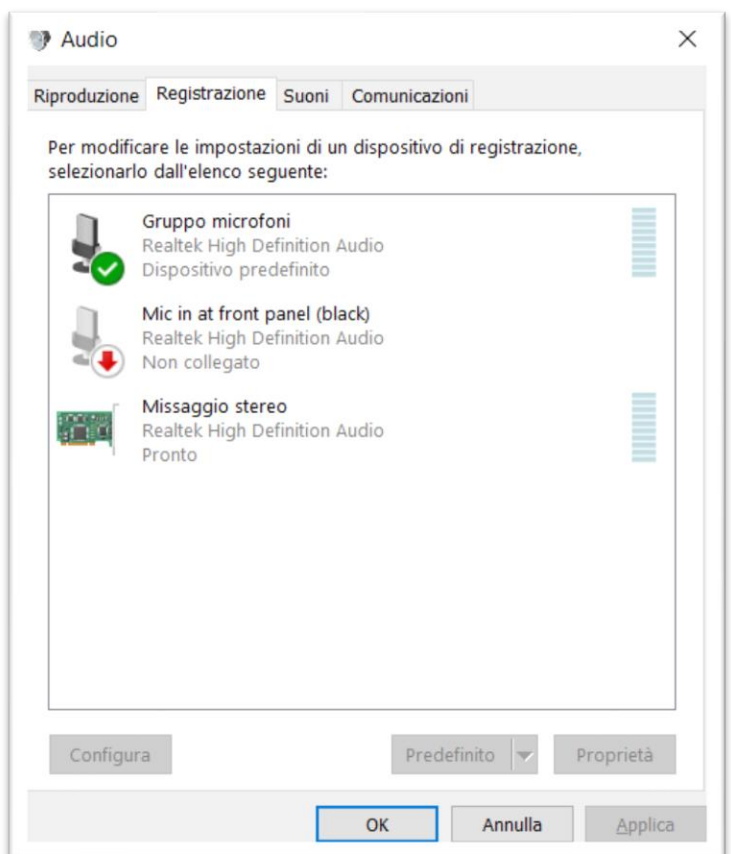 Audio
Riproduzione Registrazione Suoni Comunicazioni
Per modificare le impostazioni di un dispositivo di registrazione,
selezionarlo dall'elenco seguente:
Gruppo microfoni
Realtek High Definition Audio
Dispositivo predefinito
Mic in at front panel (black)
Realtek High Definition Audio
Non collegato
Missaggio stereo
Realtek High Definition Audio
Pronto
Configura Predefinito Proprietà
OK Annulla Applica